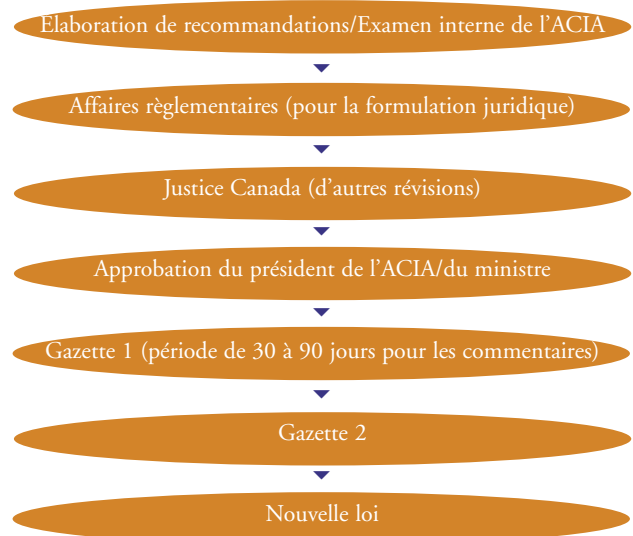 Élaboration de recommandations/Examen interne de l'ACIA
Affaires règlementaires (pour la formulation juridique)
Justice Canada (d'autres révisions)
Approbation du président de l'ACIA/du ministre
Gazette 1 (période de 30 à 90 jours pour les commentaires)
Gazette 2
Nouvelle loi